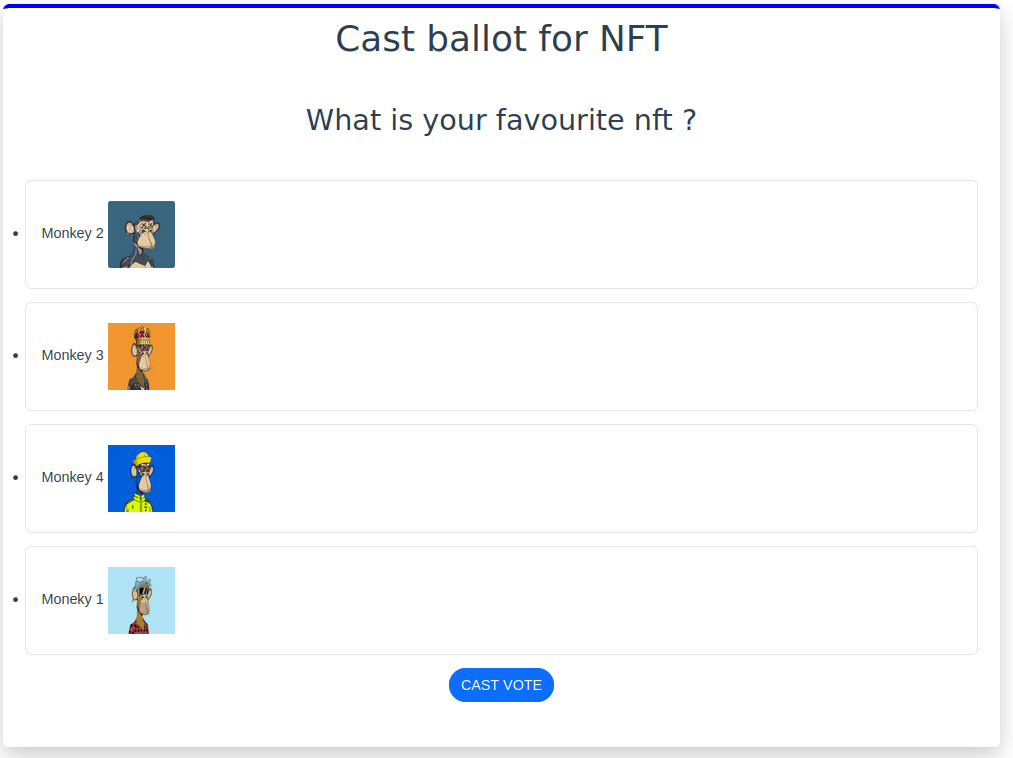 Cast ballot for NFT
What is your favourite nft ?
Monkey 2
Monkey 3
Monkey 4
Moneky 1
CAST VOTE